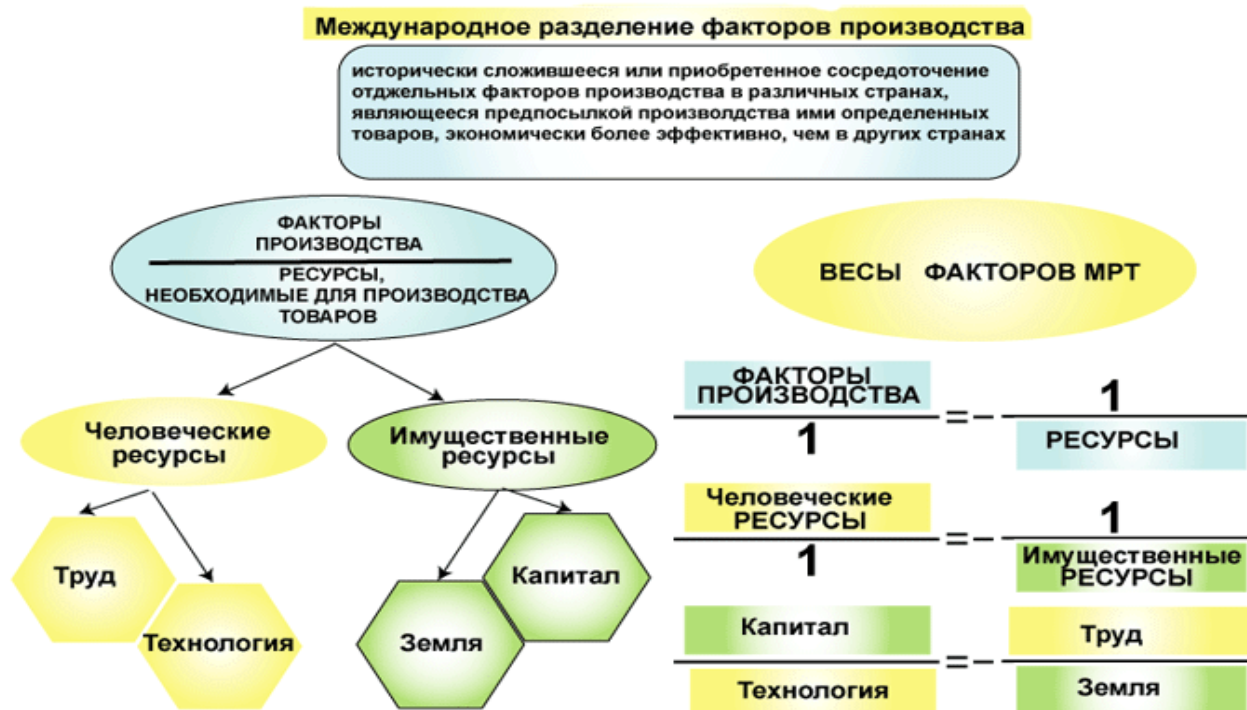 Международное разделение факторов производства
исторически сложившееся или приобретенное сосредоточение
отджельных факторов производства в различных странах,
являющееся предпосылкой произволдства ими определенных
товаров, экономически более эффективно, чем в других странах
ФАКТОРЫ
ПРОИЗВОДСТВА
РЕСУРСЫ,
НЕОБХОДИМЫЕ ДЛЯ ПРОИЗВОДСТВА
ТОВАРОВ
Человеческие
ресурсы
Имущественные
ресурсы
Труд
Технология
Земля
Капитал
ВЕСЫ ФАКТОРОВ МРТ
ФАКТОРЫ
ПРОИЗВОДСТВА
1
=-
1
РЕСУРСЫ
Человеческие
РЕСУРСЫ
1
=-
1
Имущественные
РЕСУРСЫ
Капитал
Технология
=-
Труд
Земля